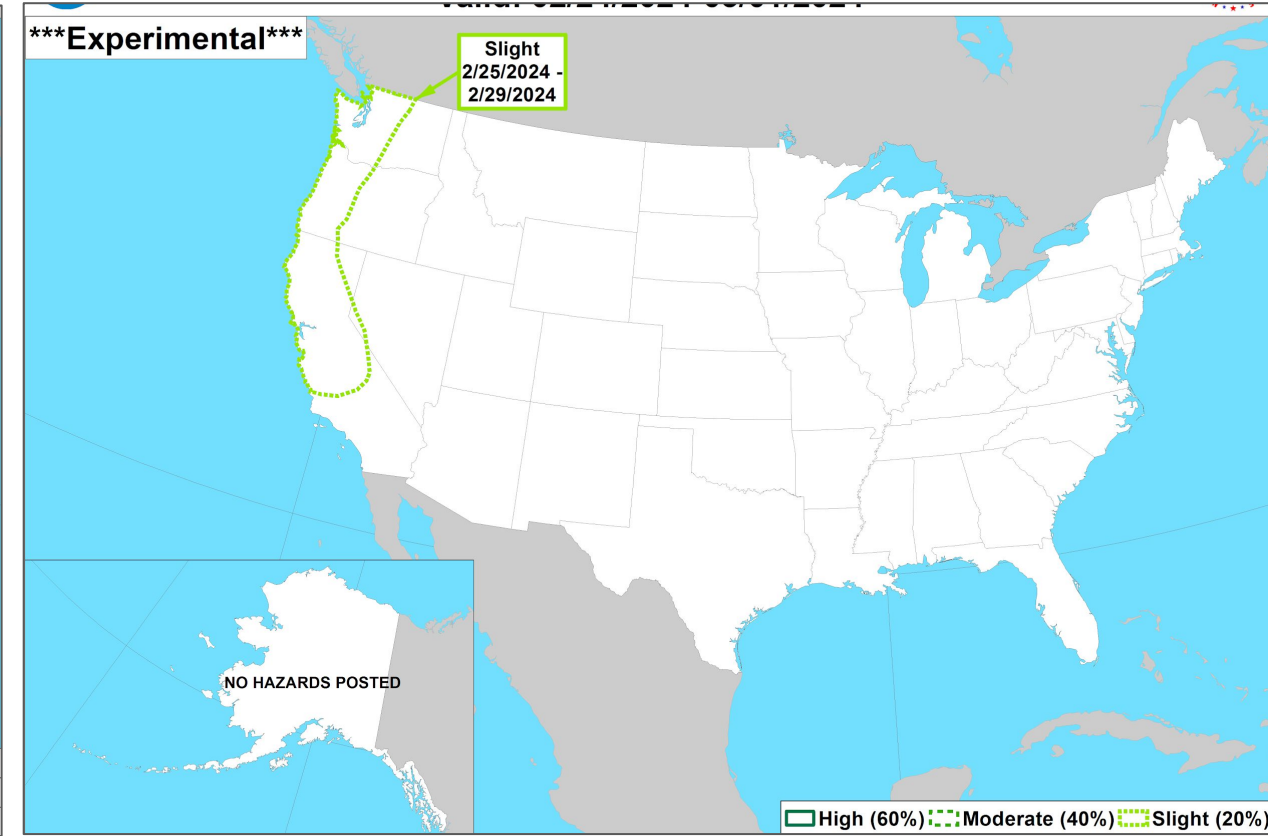 ***Experimental***
Slight
2/25/2024 -
2/29/2024
NO HAZARDS POSTED
High (60%) Moderate (40%) Slight (20%)